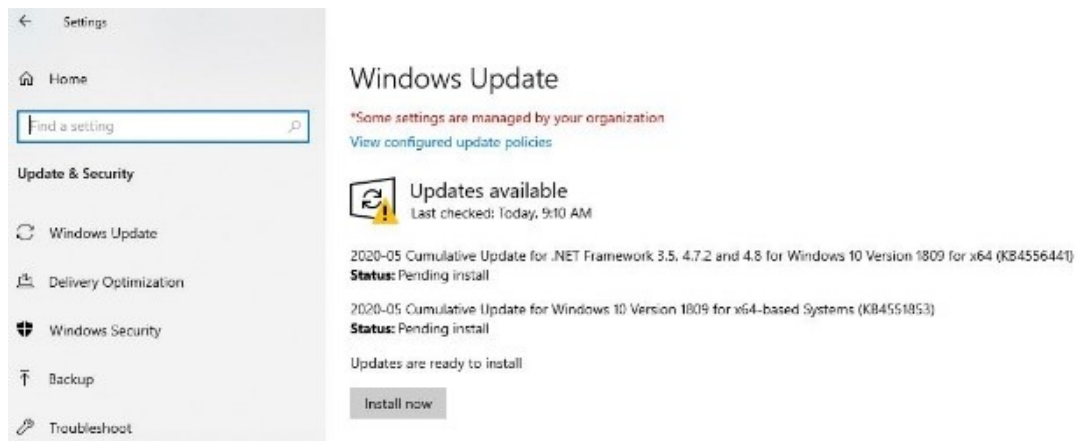 Settings
Home
Find a setting
Update & Security
Windows Update
Delivery Optimization
Windows Security
Backup
Troubleshoot
Windows Update
*Some settings are managed by your organization
View configured update policies
Updates available
Last checked: Today, 9:10 AM
2020-05 Cumulative Update for .NET Framework 3.5, 4.7.2 and 4.8 for Windows 10 Version 1809 for x64 (KB4556441)
Status: Pending install
2020-05 Cumulative Update for Windows 10 Version 1809 for x64-based Systems (KB4551853)
Status: Pending install
Updates are ready to install
Install now